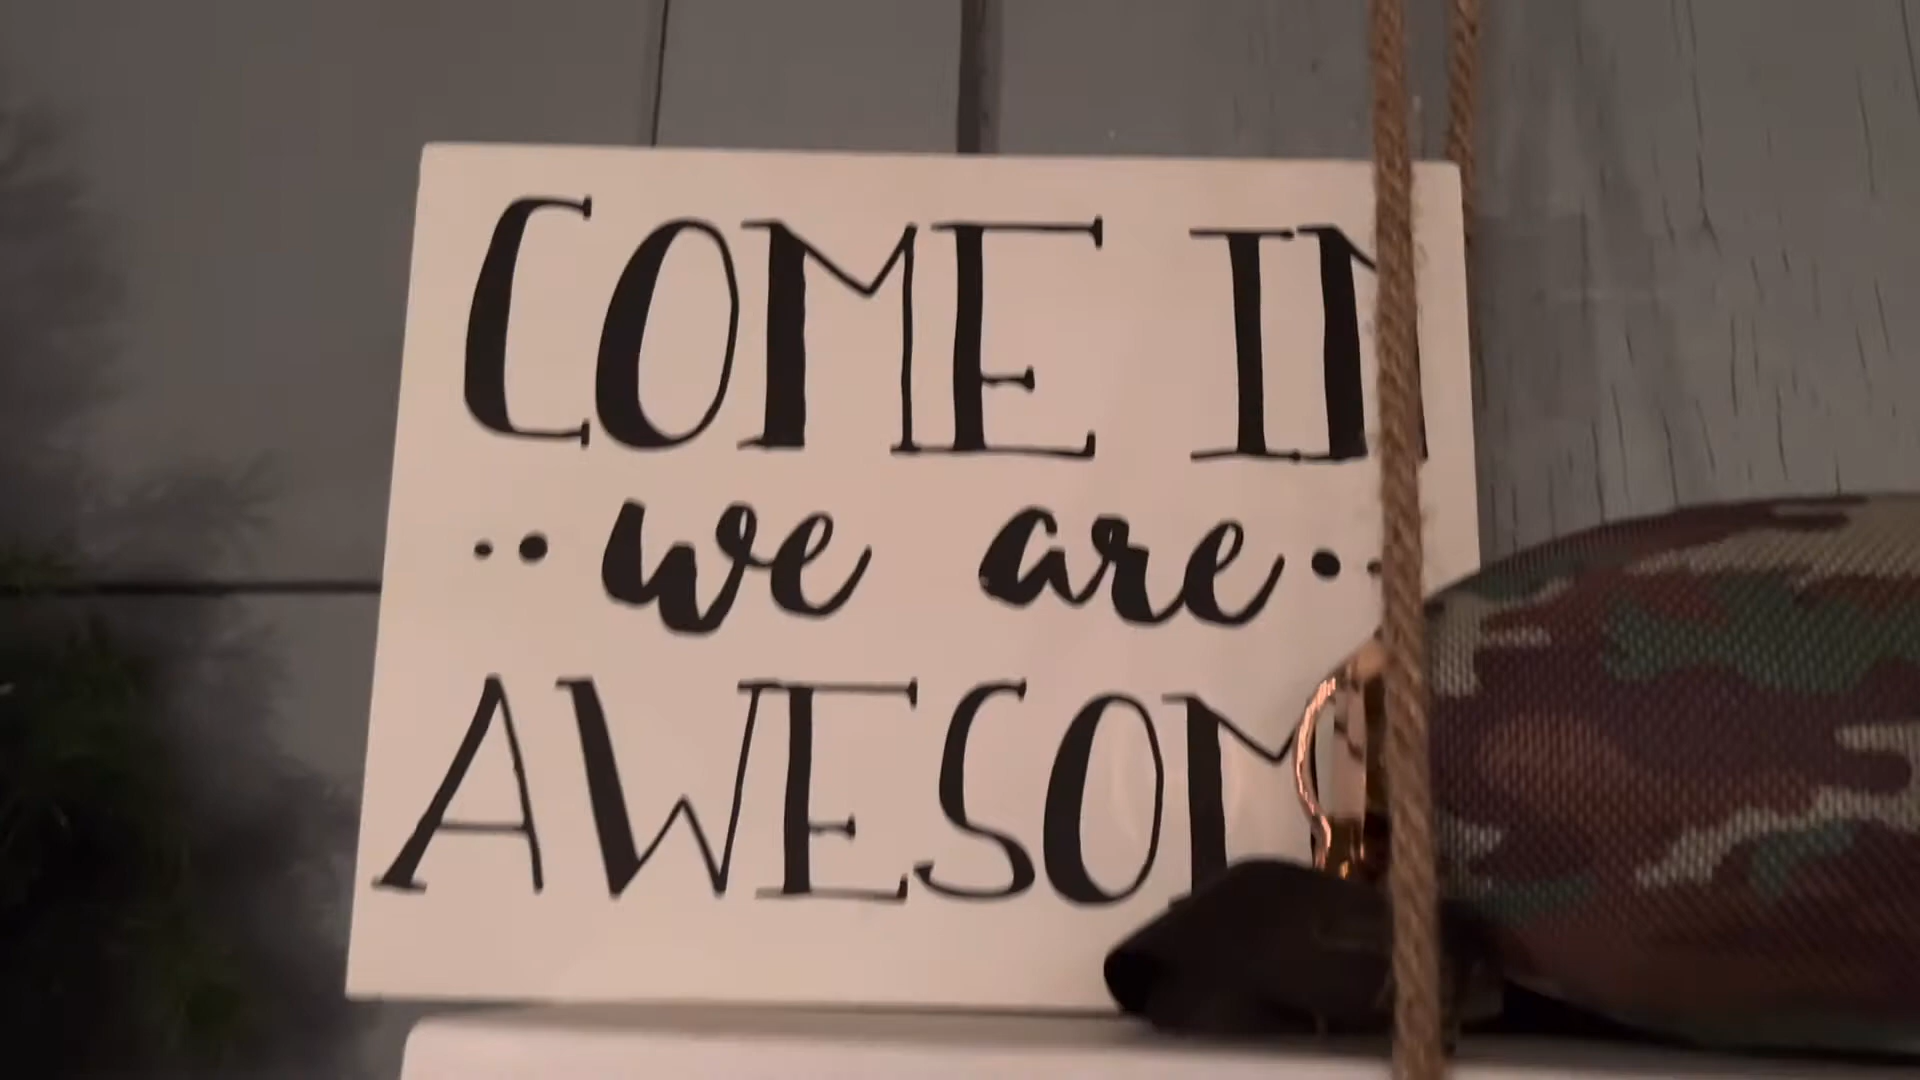 COME IN
•• we are ••
AWESOM